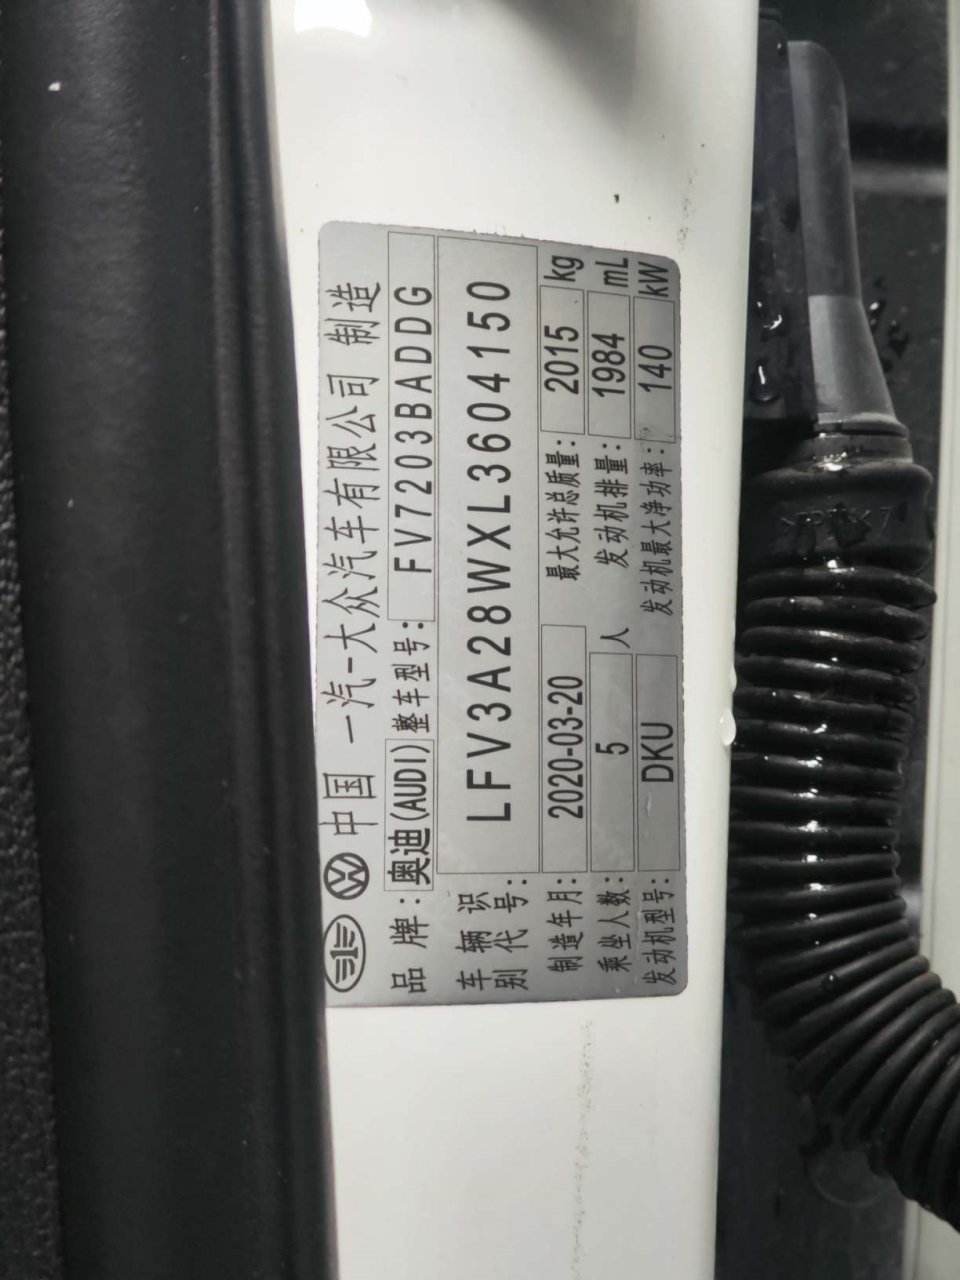 中国 一汽-大众汽车有限公司 制造
品 牌: 奥迪(AUDI) 整车型号: FV7203BADDG
车辆识别代号: LFV3A28WXL3604150
制造年月: 2020-03-20 最大允许总质量: 2015 kg
乘坐人数: 5 人 发动机排量: 1984 mL
发动机型号: DKU 发动机最大净功率: 140 kW